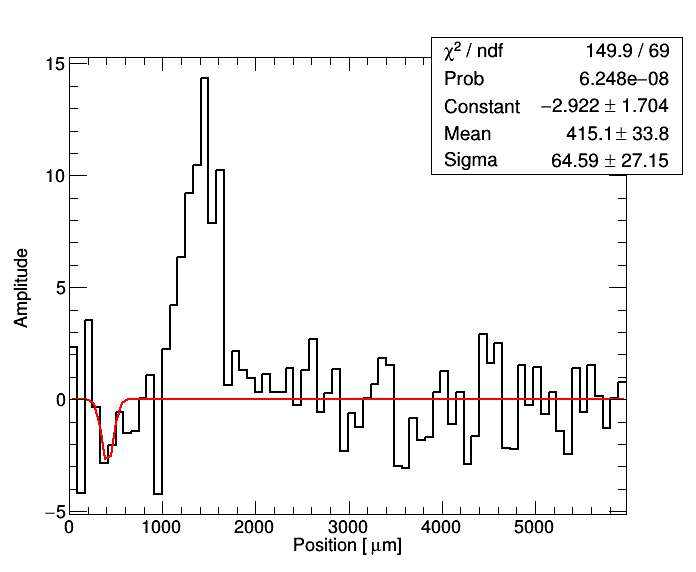 χ² / ndf 149.9 / 69
Prob 6.248e−08
Constant −2.922 ± 1.704
Mean 415.1 ± 33.8
Sigma 64.59 ± 27.15
15
10
5
0
−5
Amplitude
0 1000 2000 3000 4000 5000
Position [ μm]